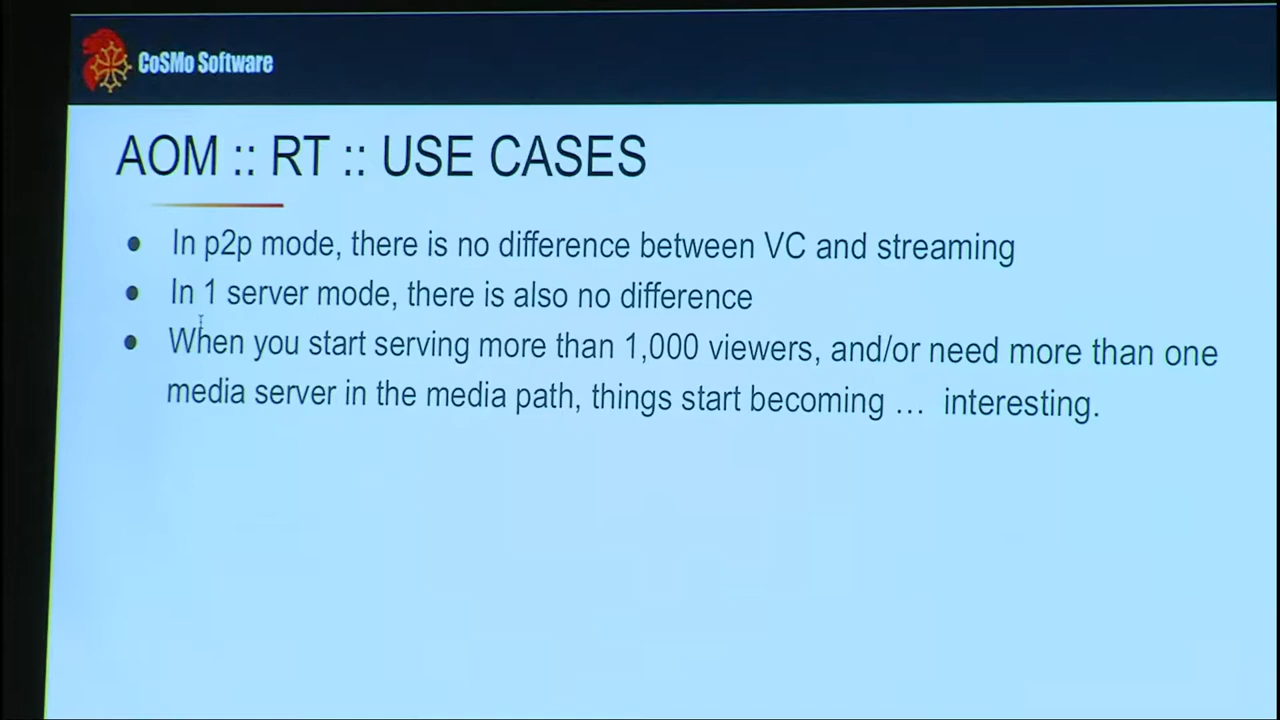 CoSMo Software
AOM :: RT :: USE CASES
● In p2p mode, there is no difference between VC and streaming
● In 1 server mode, there is also no difference
● When you start serving more than 1,000 viewers, and/or need more than one
media server in the media path, things start becoming … interesting.